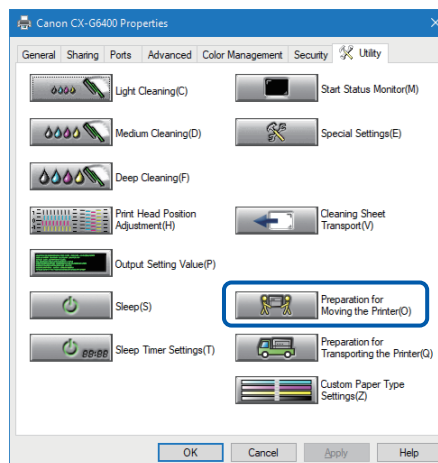 Canon CX-G6400 Properties
General Sharing Ports Advanced Color Management Security Utility
Light Cleaning(C)
Start Status Monitor(M)
Medium Cleaning(D)
Special Settings(E)
Deep Cleaning(F)
Print Head Position
Adjustment(H)
Cleaning Sheet
Transport(V)
Output Setting Value(P)
Sleep(S)
Preparation for
Moving the Printer(O)
Sleep Timer Settings(T)
Preparation for
Transporting the Printer(Q)
Custom Paper Type
Settings(Z)
OK Cancel Apply Help